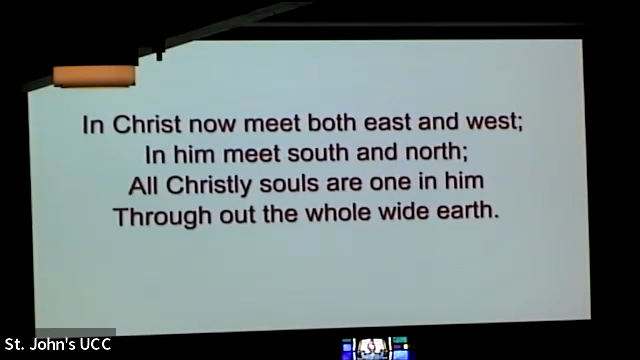 In Christ now meet both east and west;
In him meet south and north;
All Christly souls are one in him
Through out the whole wide earth.
St. John's UCC